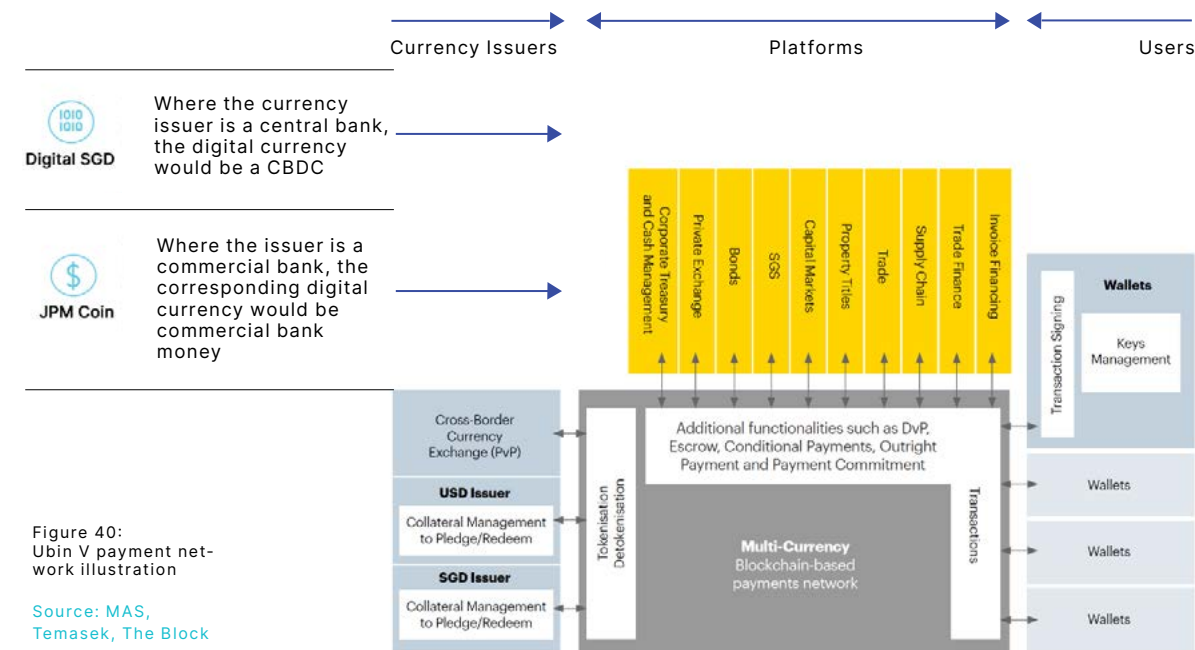 Currency Issuers
Platforms
Users
1010
1010
Digital SGD
Where the currency
issuer is a central bank,
the digital currency
would be a CBDC
$
JPM Coin
Where the issuer is a
commercial bank, the
corresponding digital
currency would be
commercial bank
money
Corporate Treasury
and Cash Management
Private Exchange
Bonds
SGS
Capital Markets
Property Titles
Trade
Supply Chain
Trade Finance
Invoice Financing
Transaction Signing
Wallets
Keys
Management
Cross-Border
Currency
Exchange (PvP)
USD Issuer
Collateral Management
to Pledge/Redeem
SGD Issuer
Collateral Management
to Pledge/Redeem
Tokenisation
Detokenisation
Additional functionalities such as DvP,
Escrow, Conditional Payments, Outright
Payment and Payment Commitment
Multi-Currency
Blockchain-based
payments network
Transactions
Wallets
Wallets
Wallets
Figure 40:
Ubin V payment net-
work illustration
Source: MAS,
Temasek, The Block